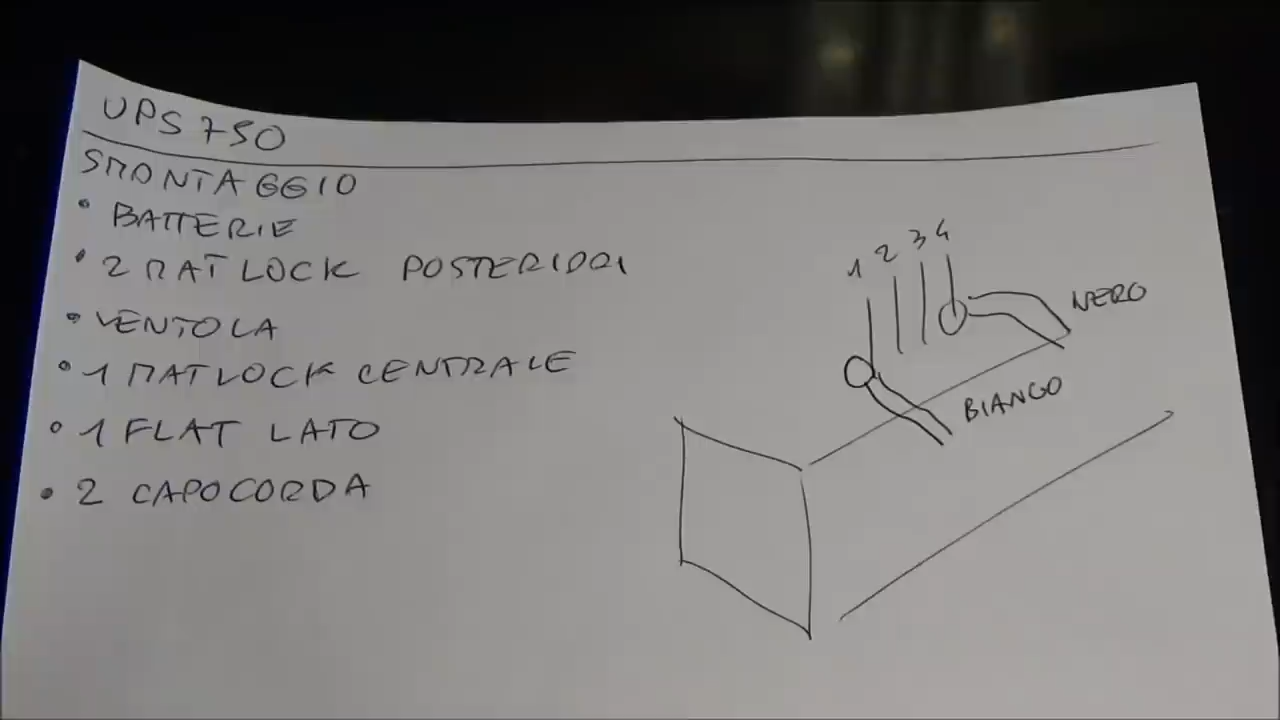 UPS 750
SMONTAGGIO
• BATTERIE
• 2 MATLOCK POSTERIORI
• VENTOLA
• 1 MATLOCK CENTRALE
• 1 FLAT LATO
• 2 CAPOCORDA
1 2 3 4
NERO
BIANCO